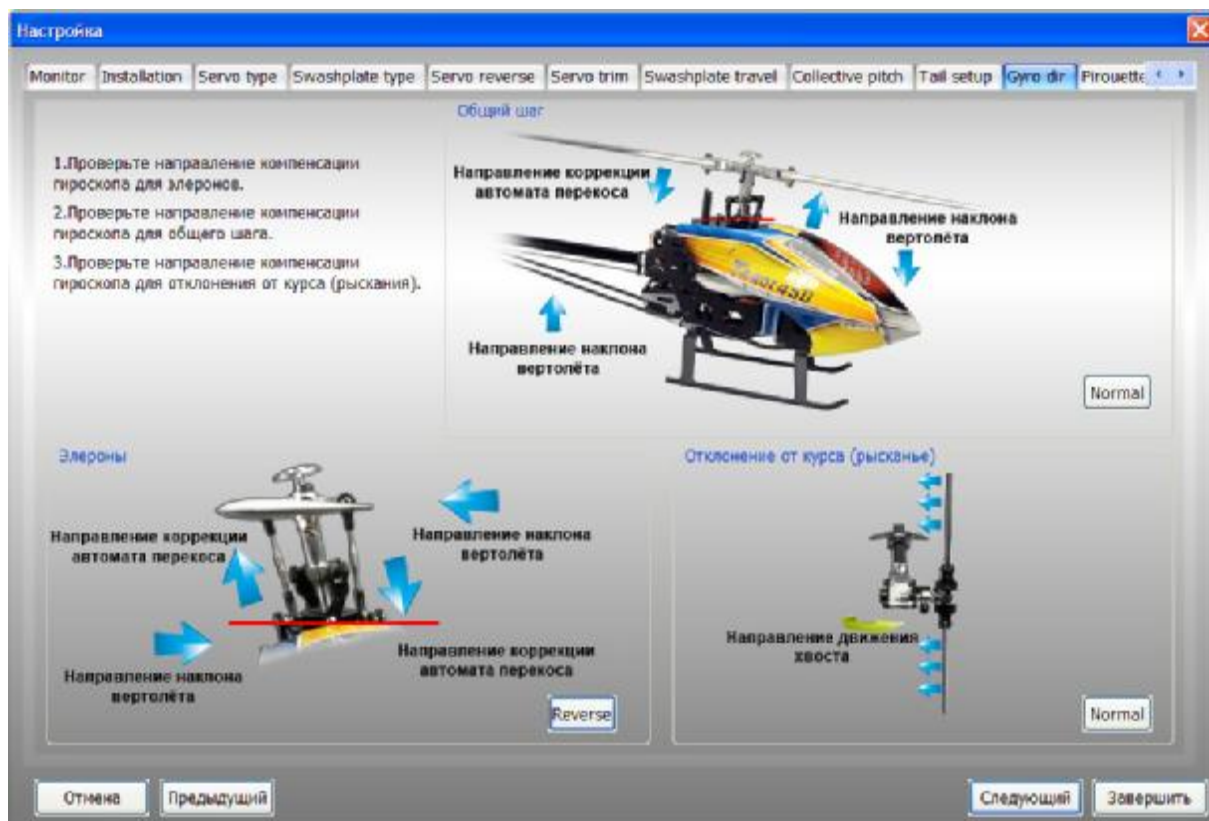 Настройка
Monitor Installation Servo type Swashplate type Servo reverse Servo trim Swashplate travel Collective pitch Tail setup Gyro dir Pirouette
1.Проверьте направление компенсации
гироскопа для элеронов.
2.Проверьте направление компенсации
гироскопа для общего шага.
3.Проверьте направление компенсации
гироскопа для отклонения от курса (рыскания).
Общий шаг
Направление коррекции
автомата перекоса
Направление наклона
вертолёта
Направление наклона
вертолёта
Normal
Элероны
Направление коррекции
автомата перекоса
Направление наклона
вертолёта
Направление наклона
вертолёта
Направление коррекции
автомата перекоса
Reverse
Отклонение от курса (рысканье)
Направление движения
хвоста
Normal
Отмена Предыдущий Следующий Завершить